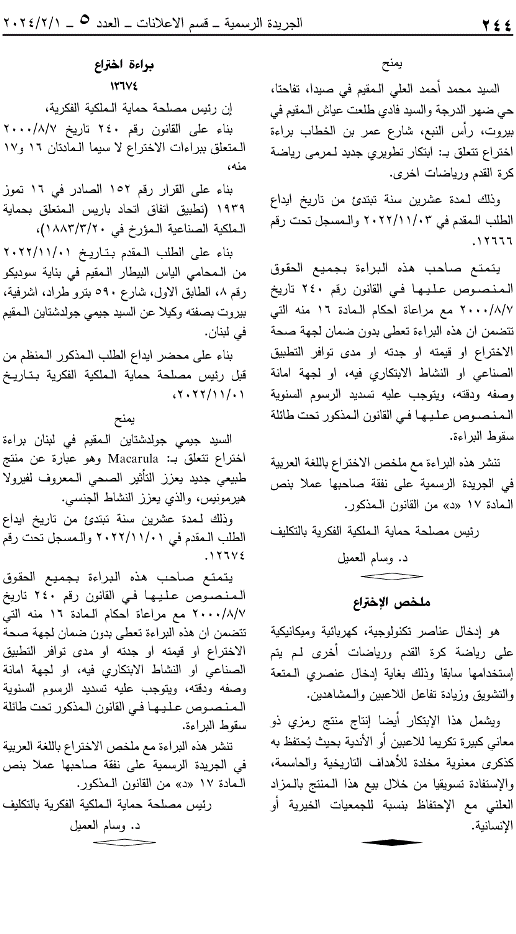 ٢٤٤
الجريدة الرسمية – قسم الاعلانات – العدد ٥ – ٢٠٢٤/٢/١
يمنح
السيد محمد أحمد العلي المقيم في صيدا، تفاحتا،
حي ضهر الدرجة والسيد فادي طلعت عياش المقيم في
بيروت، رأس النبع، شارع عمر بن الخطاب براءة
اختراع تتعلق بـ: ابتكار تطويري جديد لمرمى رياضة
كرة القدم ورياضات اخرى.
وذلك لمدة عشرين سنة تبتدئ من تاريخ ايداع
الطلب المقدم في ٢٠٢٢/١١/٠٣ والمسجل تحت رقم
١٢٦٦٦.
يتمتع صاحب هذه البراءة بجميع الحقوق
المنصوص عليها في القانون رقم ٢٤٠ تاريخ
٢٠٠٠/٨/٧ مع مراعاة احكام المادة ١٦ منه التي
تتضمن ان هذه البراءة تعطى بدون ضمان لجهة صحة
الاختراع او قيمته او جدته او مدى توافر التطبيق
الصناعي او النشاط الابتكاري فيه، او لجهة امانة
وصفه ودقته، ويتوجب عليه تسديد الرسوم السنوية
المنصوص عليها في القانون المذكور تحت طائلة
سقوط البراءة.
تنشر هذه البراءة مع ملخص الاختراع باللغة العربية
في الجريدة الرسمية على نفقة صاحبها عملا بنص
المادة ١٧ «د» من القانون المذكور.
رئيس مصلحة حماية الملكية الفكرية بالتكليف
د. وسام العميل
ملخص الإختراع
هو إدخال عناصر تكنولوجية، كهربائية وميكانيكية
على رياضة كرة القدم ورياضات أخرى لم يتم
إستخدامها سابقا وذلك بغاية إدخال عنصري المتعة
والتشويق وزيادة تفاعل اللاعبين والمشاهدين.
ويشمل هذا الإبتكار أيضا إنتاج منتج رمزي ذو
معاني كبيرة تكريما للاعبين أو الأندية بحيث يُحتفظ به
كذكرى معنوية مخلدة للأهداف التاريخية والحاسمة،
والإستفادة تسويقيا من خلال بيع هذا المنتج بالمزاد
العلني مع الإحتفاظ بنسبة للجمعيات الخيرية أو
الإنسانية.
براءة اختراع
١٢٦٧٤
إن رئيس مصلحة حماية الملكية الفكرية،
بناء على القانون رقم ٢٤٠ تاريخ ٢٠٠٠/٨/٧
المتعلق ببراءات الاختراع لا سيما المادتان ١٦ و١٧
منه،
بناء على القرار رقم ١٥٢ الصادر في ١٦ تموز
١٩٣٩ (تطبيق اتفاق اتحاد باريس المتعلق بحماية
الملكية الصناعية المؤرخ في ١٨٨٣/٣/٢٠)،
بناء على الطلب المقدم بتاريخ ٢٠٢٢/١١/٠١
من المحامي الياس البيطار المقيم في بناية سوديكو
رقم ٨، الطابق الاول، شارع ٥٩٠ بترو طراد، اشرفية،
بيروت بصفته وكيلا عن السيد جيمي جولدشتاين المقيم
في لبنان.
بناء على محضر ايداع الطلب المذكور المنظم من
قبل رئيس مصلحة حماية الملكية الفكرية بتاريخ
٢٠٢٢/١١/٠١،
يمنح
السيد جيمي جولدشتاين المقيم في لبنان براءة
اختراع تتعلق بـ: Macarula وهو عبارة عن منتج
طبيعي جديد يعزز التأثير الصحي المعروف لفيرولا
هيرمونيس، والذي يعزز النشاط الجنسي.
وذلك لمدة عشرين سنة تبتدئ من تاريخ ايداع
الطلب المقدم في ٢٠٢٢/١١/٠١ والمسجل تحت رقم
١٢٦٧٤.
يتمتع صاحب هذه البراءة بجميع الحقوق
المنصوص عليها في القانون رقم ٢٤٠ تاريخ
٢٠٠٠/٨/٧ مع مراعاة احكام المادة ١٦ منه التي
تتضمن ان هذه البراءة تعطى بدون ضمان لجهة صحة
الاختراع او قيمته او جدته او مدى توافر التطبيق
الصناعي او النشاط الابتكاري فيه، او لجهة امانة
وصفه ودقته، ويتوجب عليه تسديد الرسوم السنوية
المنصوص عليها في القانون المذكور تحت طائلة
سقوط البراءة.
تنشر هذه البراءة مع ملخص الاختراع باللغة العربية
في الجريدة الرسمية على نفقة صاحبها عملا بنص
المادة ١٧ «د» من القانون المذكور.
رئيس مصلحة حماية الملكية الفكرية بالتكليف
د. وسام العميل